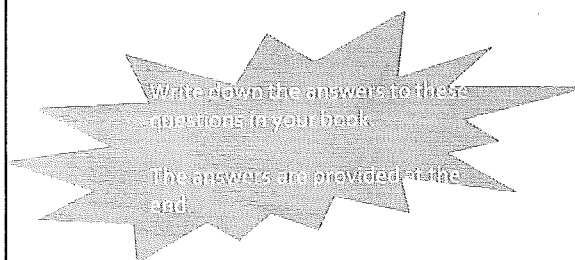 Write down the answers to these
questions in your book.
The answers are provided at the
end.